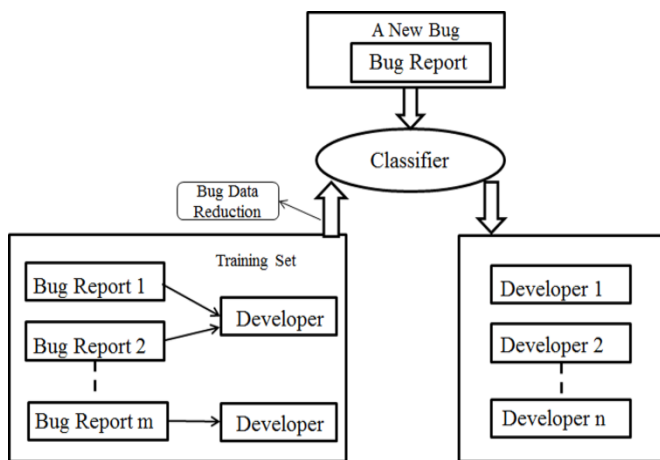 A New Bug
Bug Report
Classifier
Bug Data
Reduction
Training Set
Bug Report 1
Developer
Bug Report 2
Bug Report m
Developer
Developer 1
Developer 2
Developer n